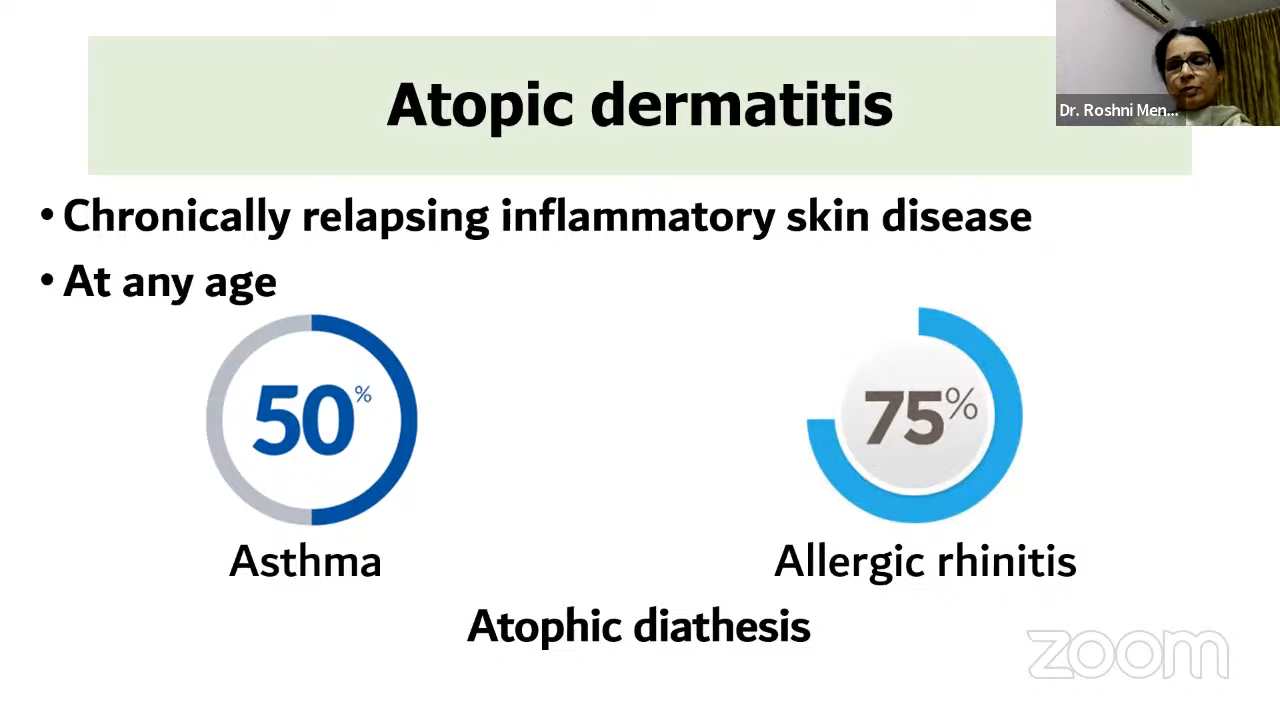 Atopic dermatitis
Dr. Roshni Men...
• Chronically relapsing inflammatory skin disease
• At any age
50%
75%
Asthma
Allergic rhinitis
Atophic diathesis
zoom